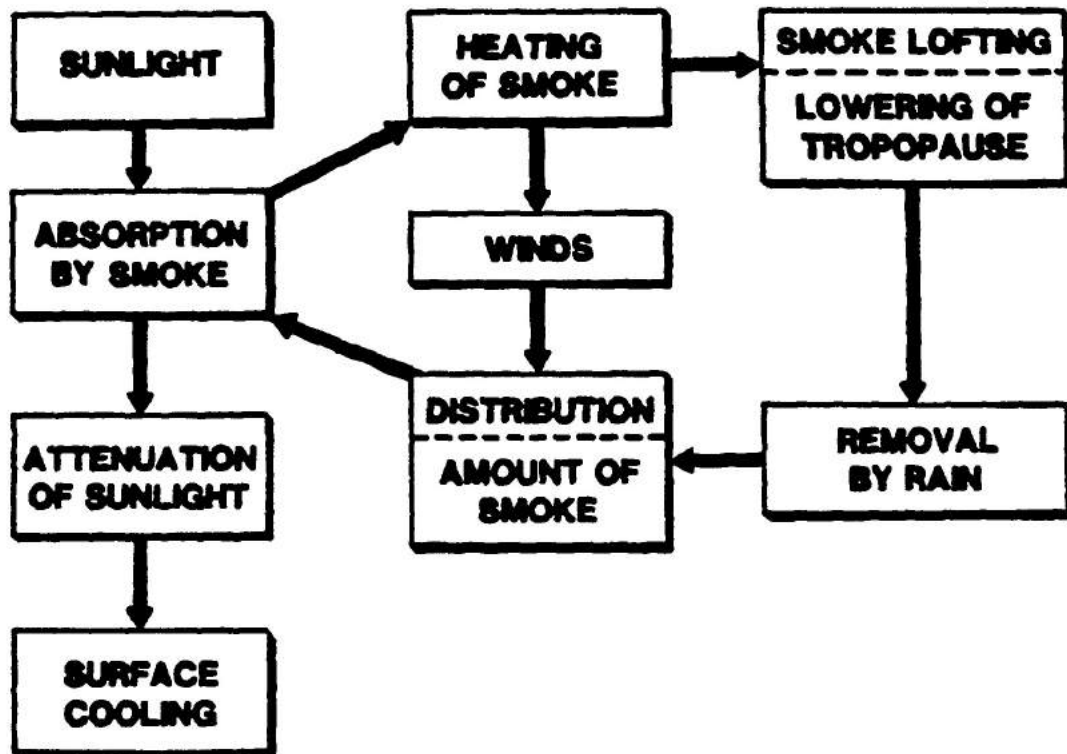 SUNLIGHT
HEATING
OF SMOKE
SMOKE LOFTING
LOWERING OF
TROPOPAUSE
ABSORPTION
BY SMOKE
WINDS
ATTENUATION
OF SUNLIGHT
DISTRIBUTION
AMOUNT OF
SMOKE
REMOVAL
BY RAIN
SURFACE
COOLING